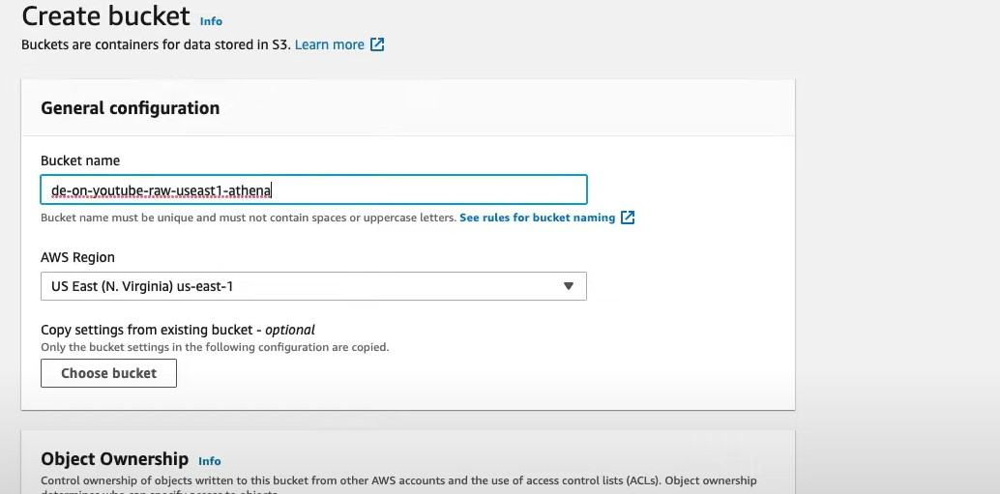 Create bucket Info
Buckets are containers for data stored in S3. Learn more
General configuration
Bucket name
de-on-youtube-raw-useast1-athena
Bucket name must be unique and must not contain spaces or uppercase letters. See rules for bucket naming
AWS Region
US East (N. Virginia) us-east-1
Copy settings from existing bucket - optional
Only the bucket settings in the following configuration are copied.
Choose bucket
Object Ownership Info
Control ownership of objects written to this bucket from other AWS accounts and the use of access control lists (ACLs). Object ownership